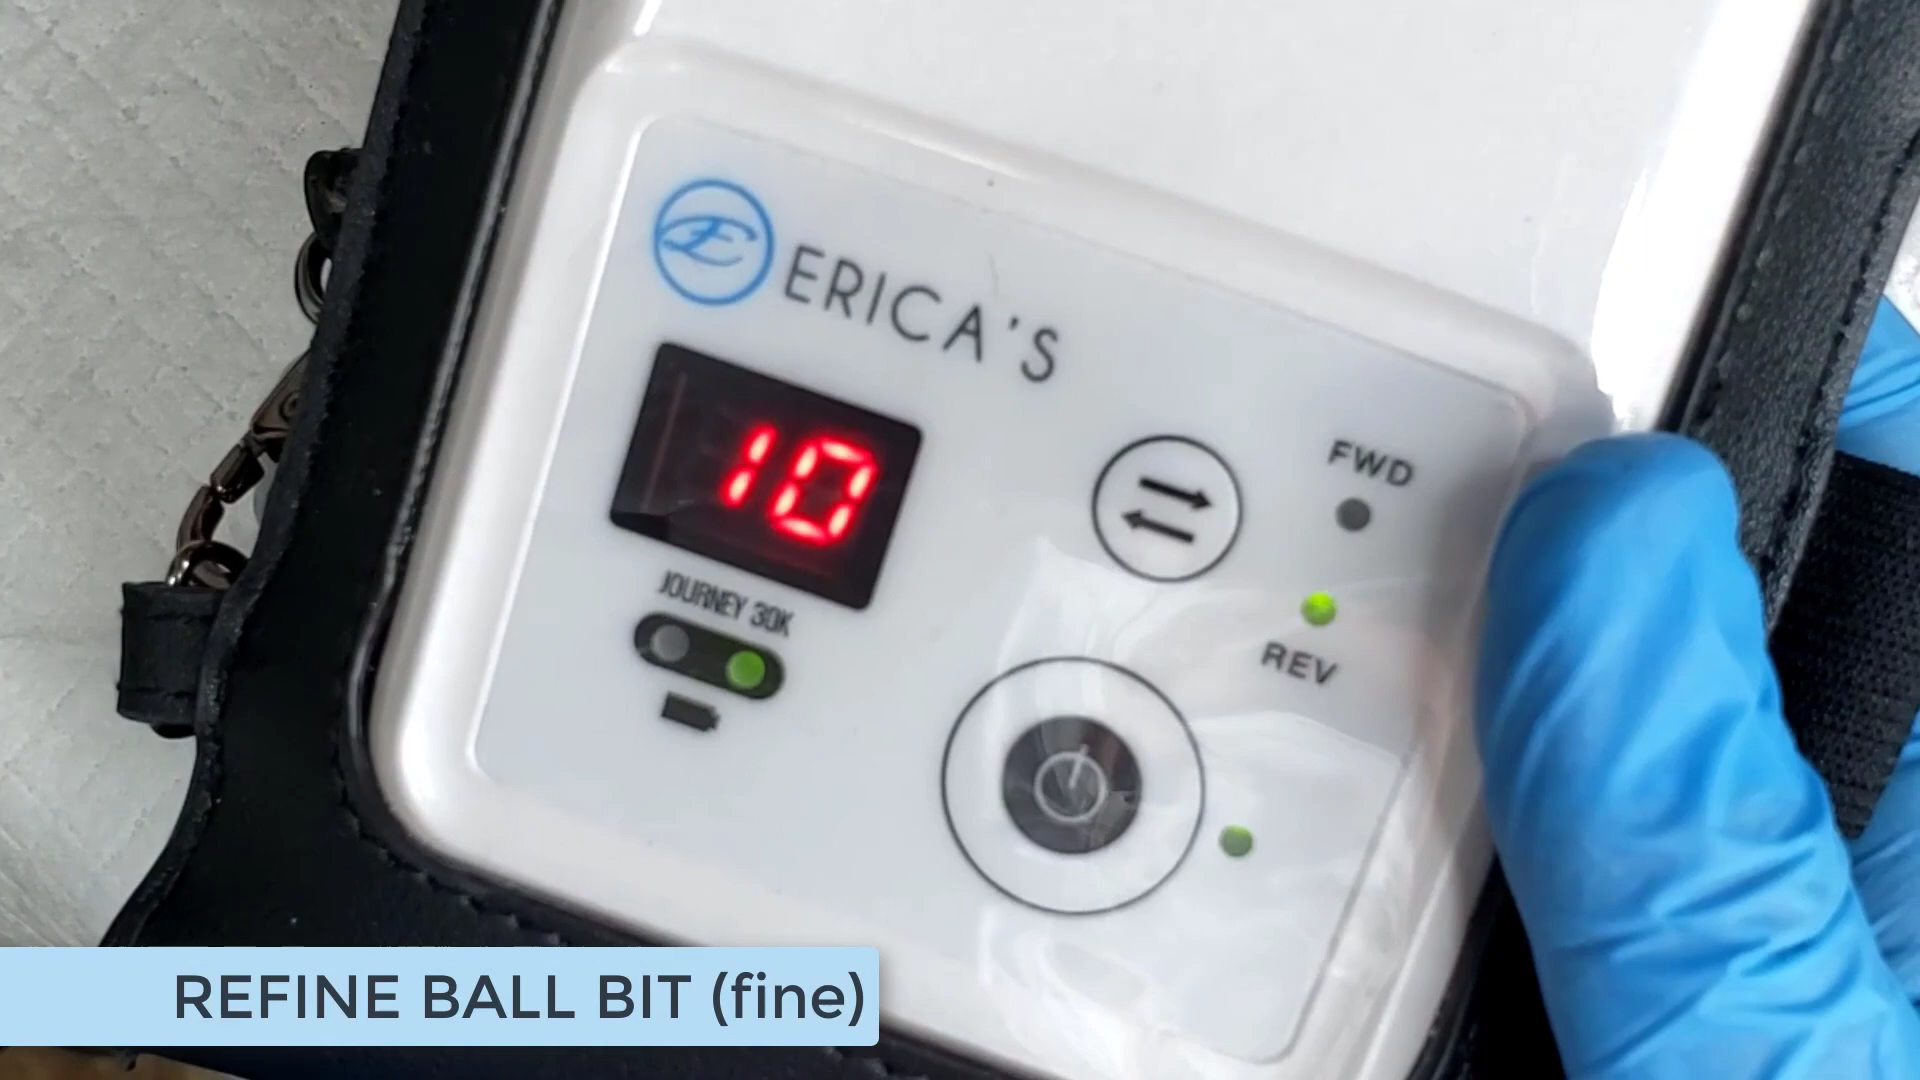 E ERICA'S
10
FWD
JOURNEY 30K
REV
REFINE BALL BIT (fine)